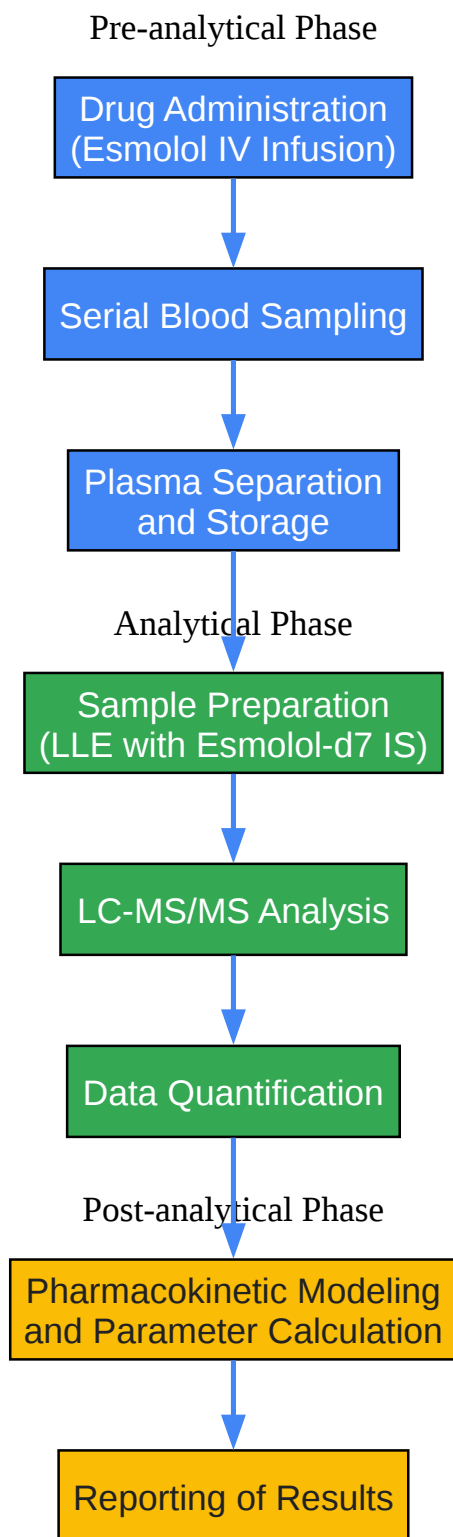 Pre-analytical Phase
Drug Administration
(Esmolol IV Infusion)
Serial Blood Sampling
Plasma Separation
and Storage
Analytical Phase
Sample Preparation
(LLE with Esmolol-d7 IS)
LC-MS/MS Analysis
Data Quantification
Post-analytical Phase
Pharmacokinetic Modeling
and Parameter Calculation
Reporting of Results